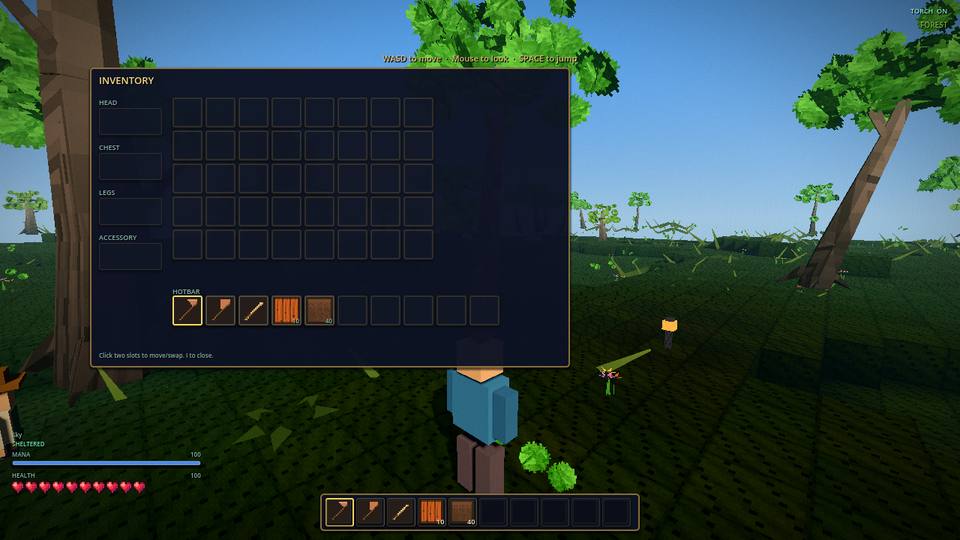 TORCH ON
FOREST
WASD to move · Mouse to look · SPACE to jump
INVENTORY
HEAD
CHEST
LEGS
ACCESSORY
HOTBAR
10
40
Click two slots to move/swap. I to close.
Sky
SHELTERED
MANA 100
HEALTH 100
10
40